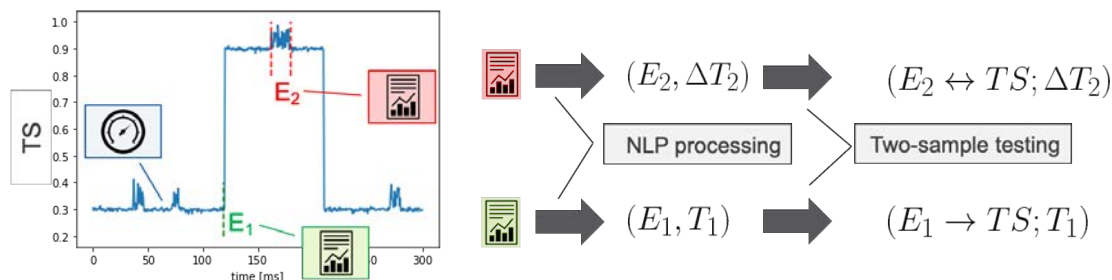 TS
1.0
0.9
0.8
0.7
0.6
0.5
0.4
0.3
0.2
0
50
100
150
300
time [ms]
E₂
E₁
(E₂, ΔT₂)
(E₂ ↔ TS; ΔT₂)
NLP processing
Two-sample testing
(E₁, T₁)
(E₁ → TS; T₁)